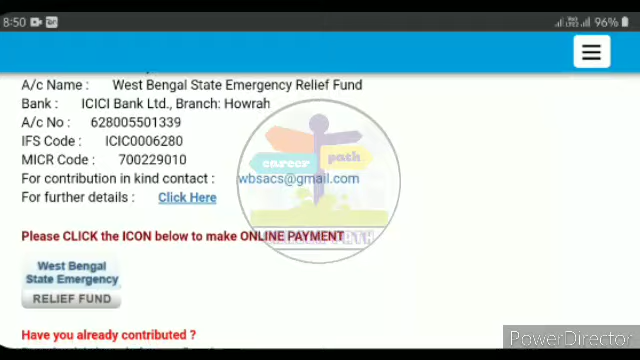 8:50 96%
A/c Name : West Bengal State Emergency Relief Fund
Bank : ICICI Bank Ltd., Branch: Howrah
A/c No : 628005501339
IFS Code : ICIC0006280
MICR Code : 700229010
For contribution in kind contact : wbsacs@gmail.com
For further details : Click Here
career path
Please CLICK the ICON below to make ONLINE PAYMENT
West Bengal
State Emergency
RELIEF FUND
Have you already contributed ?
PowerDirector